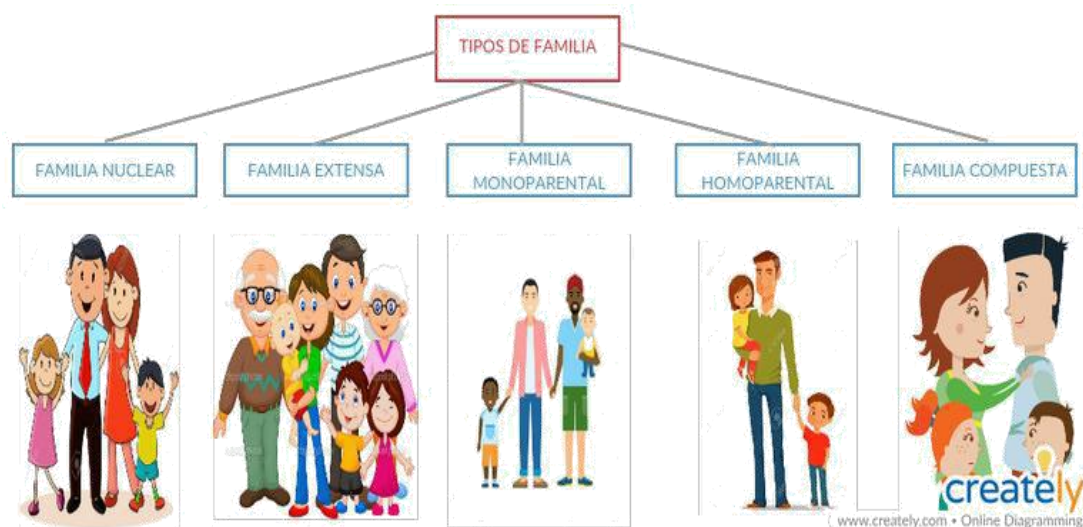 TIPOS DE FAMILIA
FAMILIA NUCLEAR
FAMILIA EXTENSA
FAMILIA
MONOPARENTAL
FAMILIA
HOMOPARENTAL
FAMILIA COMPUESTA
creately
www.creately.com • Online Diagramming